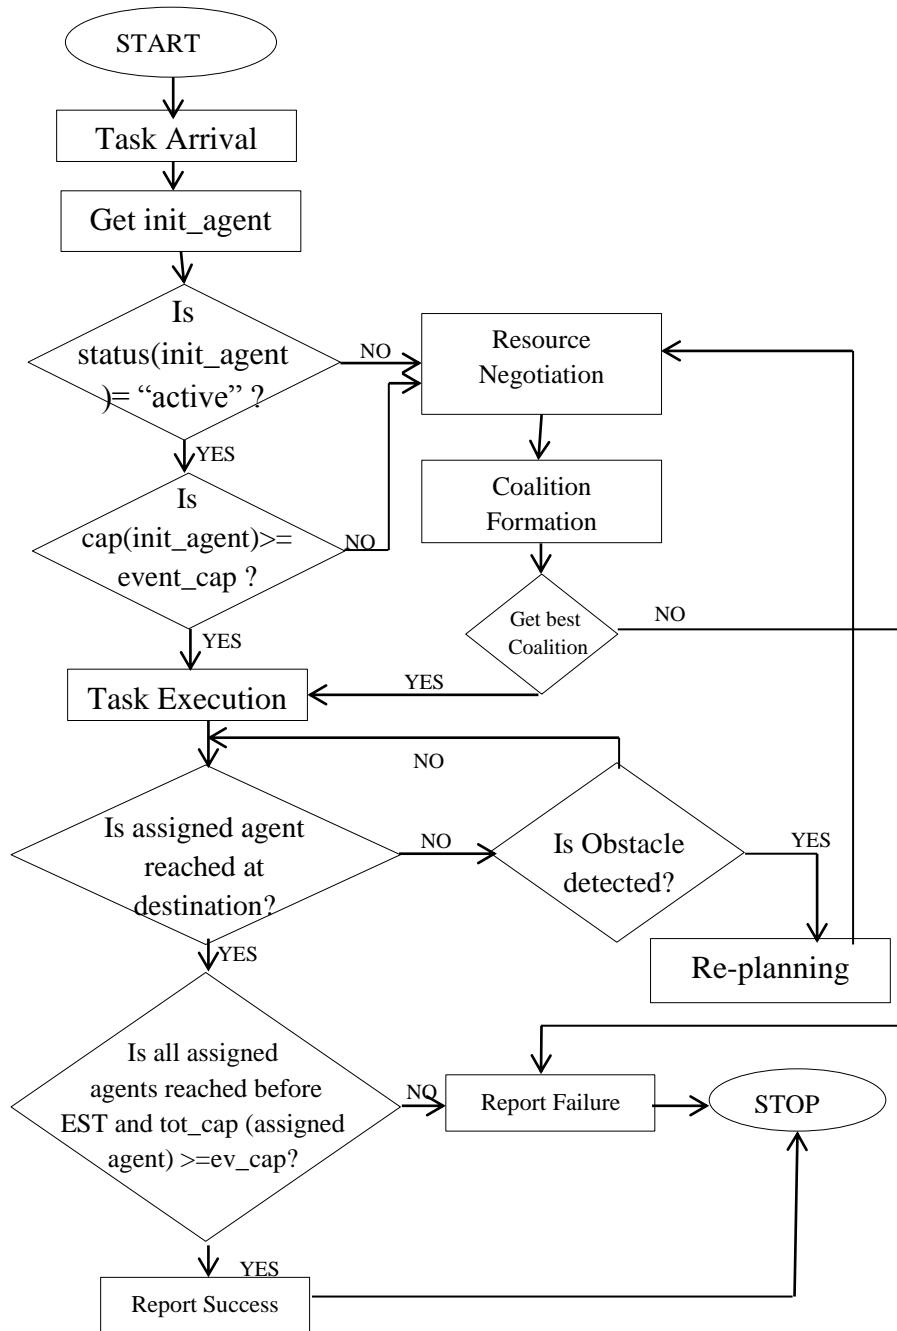 START
Task Arrival
Get init_agent
Is
status(init_agent
)= “active” ?
NO
Resource
Negotiation
YES
Is
cap(init_agent)>=
event_cap ?
NO
Coalition
Formation
YES
Get best
Coalition
NO
YES
Task Execution
NO
Is assigned agent
reached at
destination?
NO
Is Obstacle
detected?
YES
YES
Re-planning
Is all assigned
agents reached before
EST and tot_cap (assigned
agent) >=ev_cap?
NO
Report Failure
STOP
YES
Report Success